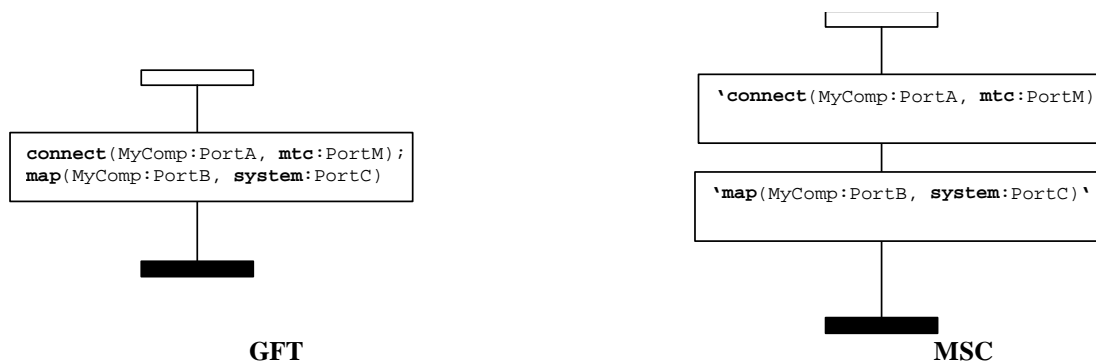 connect(MyComp:PortA, mtc:PortM);
map(MyComp:PortB, system:PortC)
GFT
‘connect(MyComp:PortA, mtc:PortM)
‘map(MyComp:PortB, system:PortC)‘
MSC